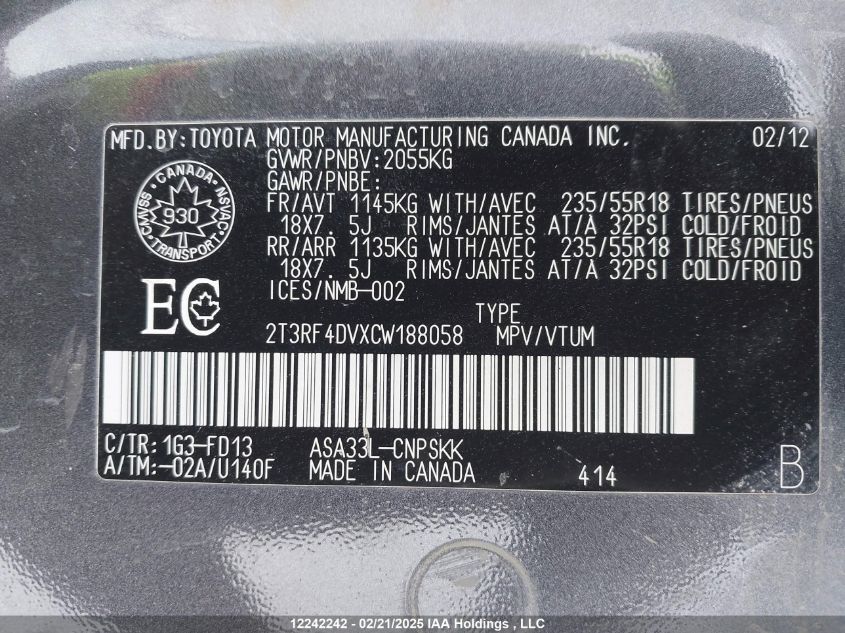 MFD.BY:TOYOTA MOTOR MANUFACTURING CANADA INC. 02/12
GVWR/PNBV:2055KG
GAWR/PNBE:
FR/AVT 1145KG WITH/AVEC 235/55R18 TIRES/PNEUS
18X7.5J RIMS/JANTES AT/A 32PSI COLD/FROID
RR/ARR 1135KG WITH/AVEC 235/55R18 TIRES/PNEUS
18X7.5J RIMS/JANTES AT/A 32PSI COLD/FROID
ICES/NMB-002
CANADA
CMVSS NSVAC
930
TRANSPORT
EC
TYPE
2T3RF4DVXCW188058 MPV/VTUM
C/TR:1G3-FD13 ASA33L-CNPSKK
A/TM:-02A/U140F MADE IN CANADA 414 B
12242242 - 02/21/2025 IAA Holdings, LLC